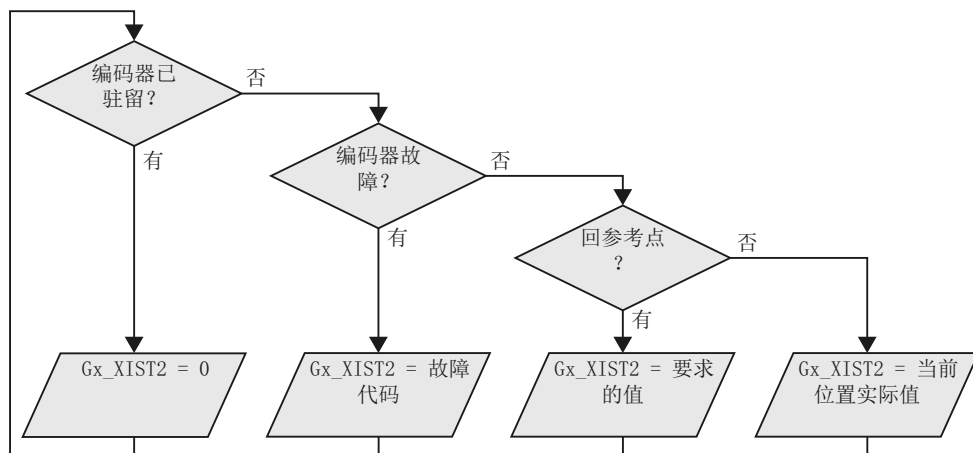 编码器已
驻留？
否
有
编码器故
障？
否
有
回参考点
？
否
有
Gx_XIST2 = 0
Gx_XIST2 = 故障
代码
Gx_XIST2 = 要求
的值
Gx_XIST2 = 当前
位置实际值